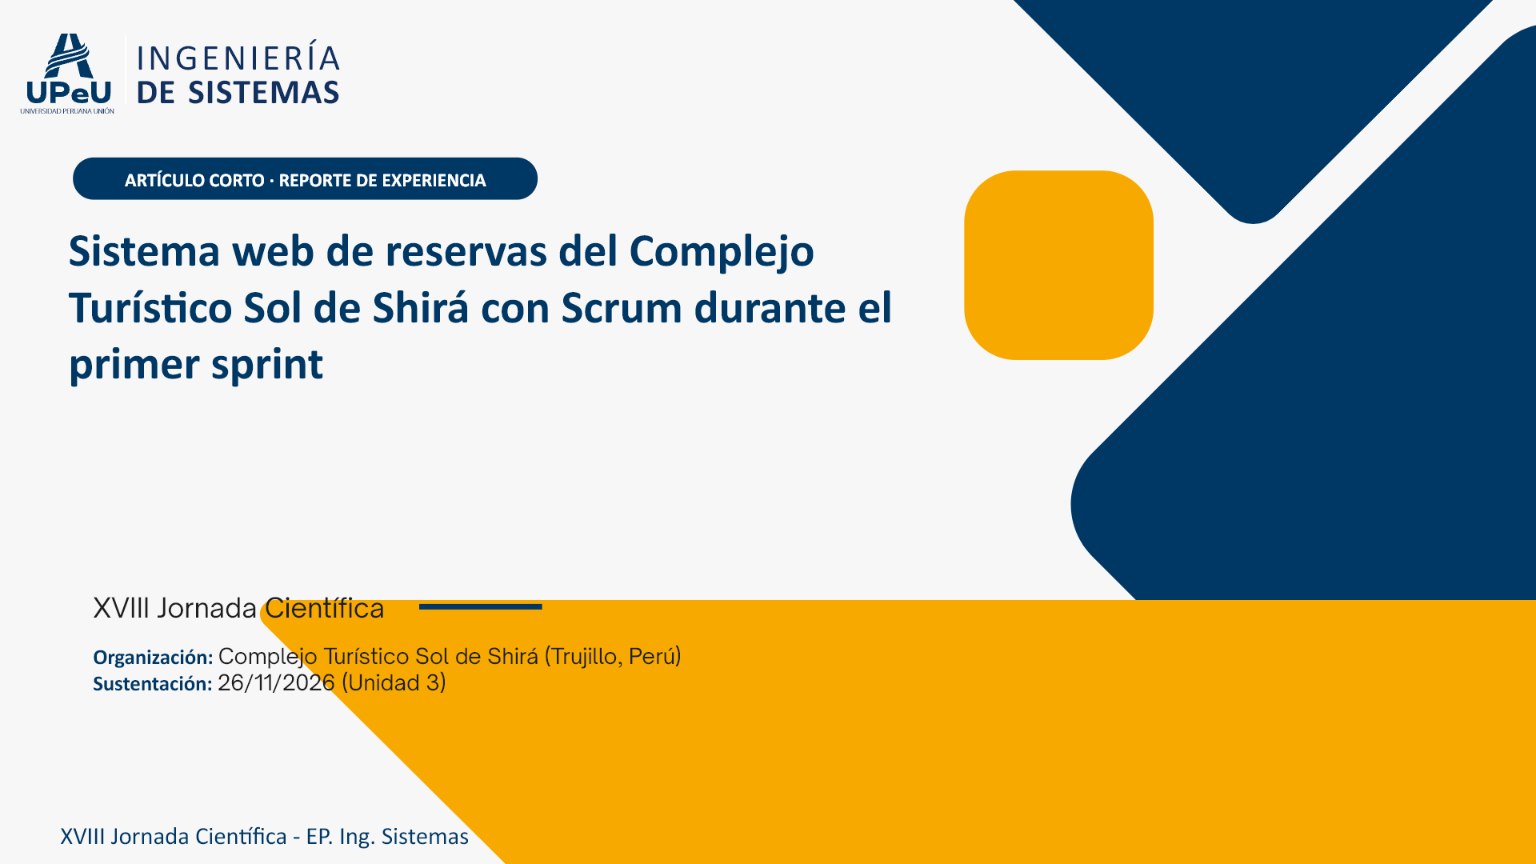 UPeU
UNIVERSIDAD PERUANA UNIÓN
INGENIERÍA
DE SISTEMAS
ARTÍCULO CORTO · REPORTE DE EXPERIENCIA
Sistema web de reservas del Complejo
Turístico Sol de Shirá con Scrum durante el
primer sprint
XVIII Jornada Científica
Organización: Complejo Turístico Sol de Shirá (Trujillo, Perú)
Sustentación: 26/11/2026 (Unidad 3)
XVIII Jornada Científica - EP. Ing. Sistemas